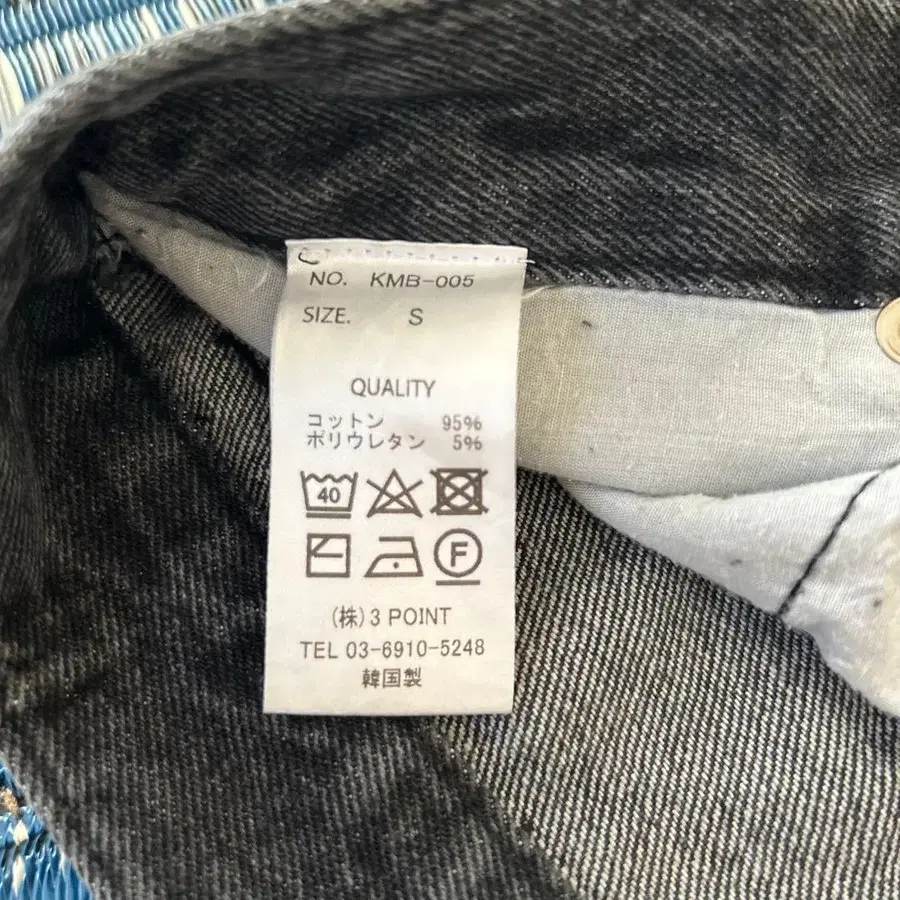 NO. KMB-005
SIZE. S
QUALITY
コットン 95%
ポリウレタン 5%
40
F
(株)3 POINT
TEL 03-6910-5248
韓国製